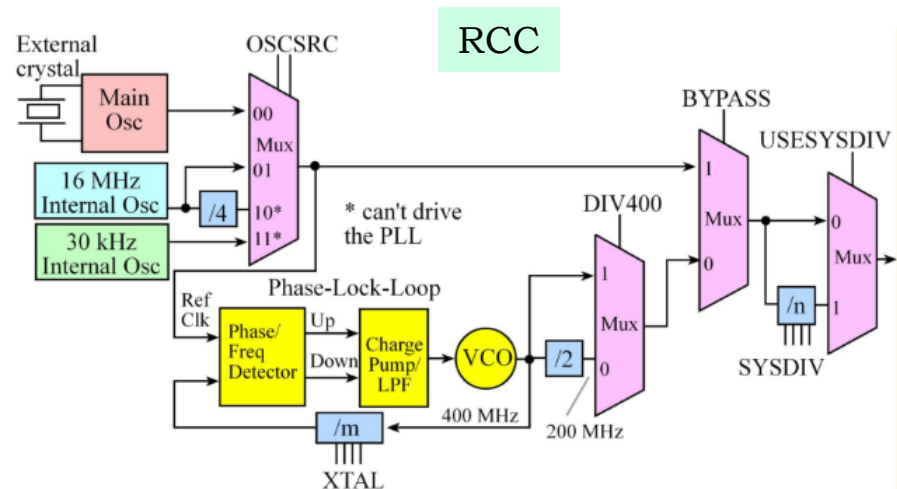 RCC
OSCSRC
External
crystal
Main
Osc
00
Mux
01
10*
11*
16 MHz
Internal Osc
/4
30 kHz
Internal Osc
* can't drive
the PLL
BYPASS
1
Mux
0
USESYSDIV
0
Mux
1
/n
SYSDIV
DIV400
1
Mux
0
/2
200 MHz
Phase-Lock-Loop
Ref
Clk
Phase/
Freq
Detector
Up
Down
Charge
Pump/
LPF
VCO
400 MHz
/m
XTAL